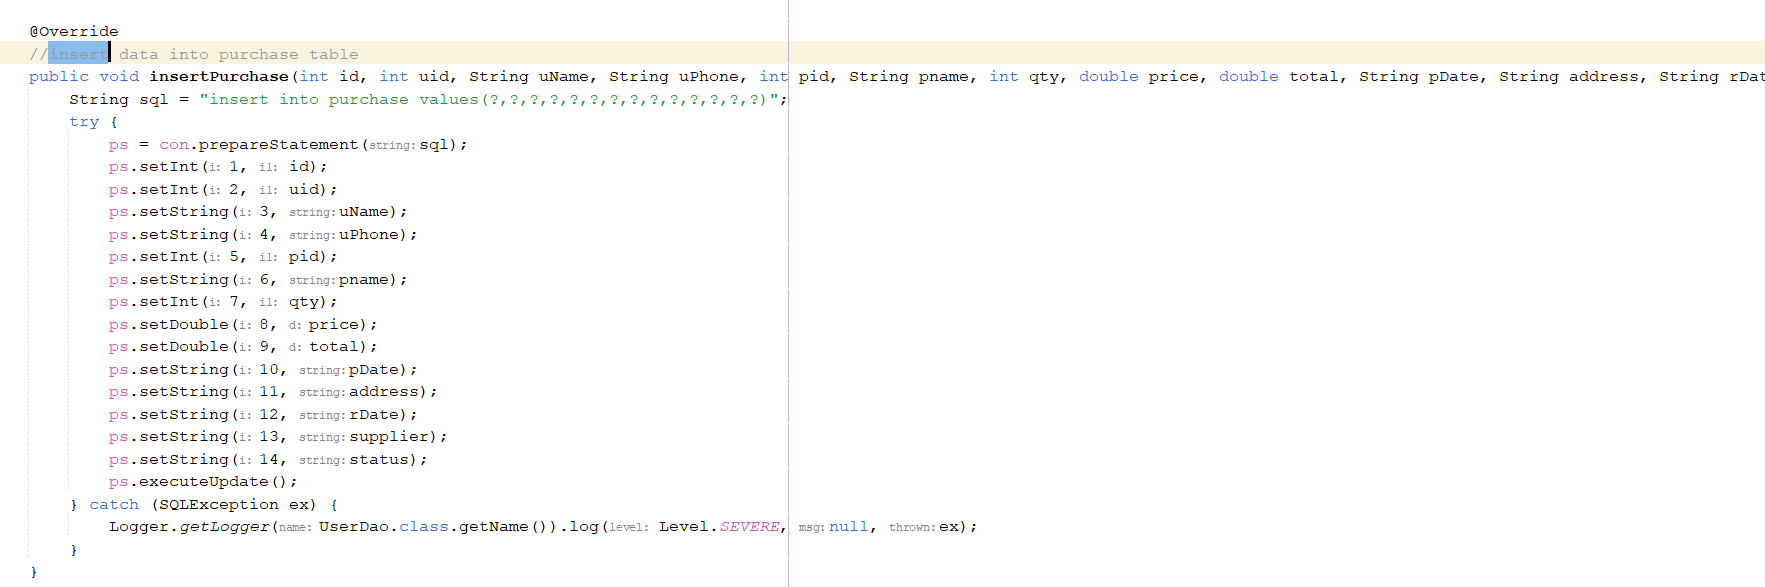 @Override
//insert data into purchase table
public void insertPurchase(int id, int uid, String uName, String uPhone, int pid, String pname, int qty, double price, double total, String pDate, String address, String rDat
String sql = "insert into purchase values(?,?,?,?,?,?,?,?,?,?,?,?,?,?)";
try {
ps = con.prepareStatement(string: sql);
ps.setInt(i: 1, i1: id);
ps.setInt(i: 2, i1: uid);
ps.setString(i: 3, string: uName);
ps.setString(i: 4, string: uPhone);
ps.setInt(i: 5, i1: pid);
ps.setString(i: 6, string: pname);
ps.setInt(i: 7, i1: qty);
ps.setDouble(i: 8, d: price);
ps.setDouble(i: 9, d: total);
ps.setString(i: 10, string: pDate);
ps.setString(i: 11, string: address);
ps.setString(i: 12, string: rDate);
ps.setString(i: 13, string: supplier);
ps.setString(i: 14, string: status);
ps.executeUpdate();
} catch (SQLException ex) {
Logger.getLogger(name: UserDao.class.getName()).log(level: Level.SEVERE, msg: null, thrown: ex);
}
}